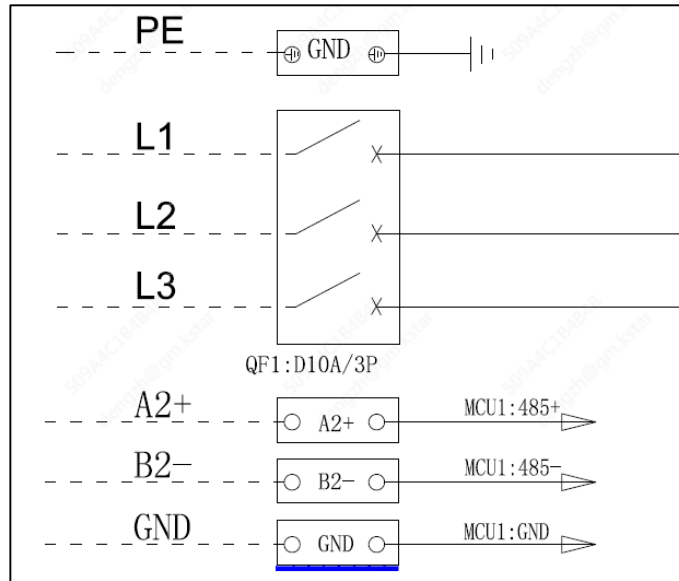 PE
GND
L1
L2
L3
QF1:D10A/3P
A2+ A2+ MCU1:485+
B2- B2- MCU1:485-
GND GND MCU1:GND